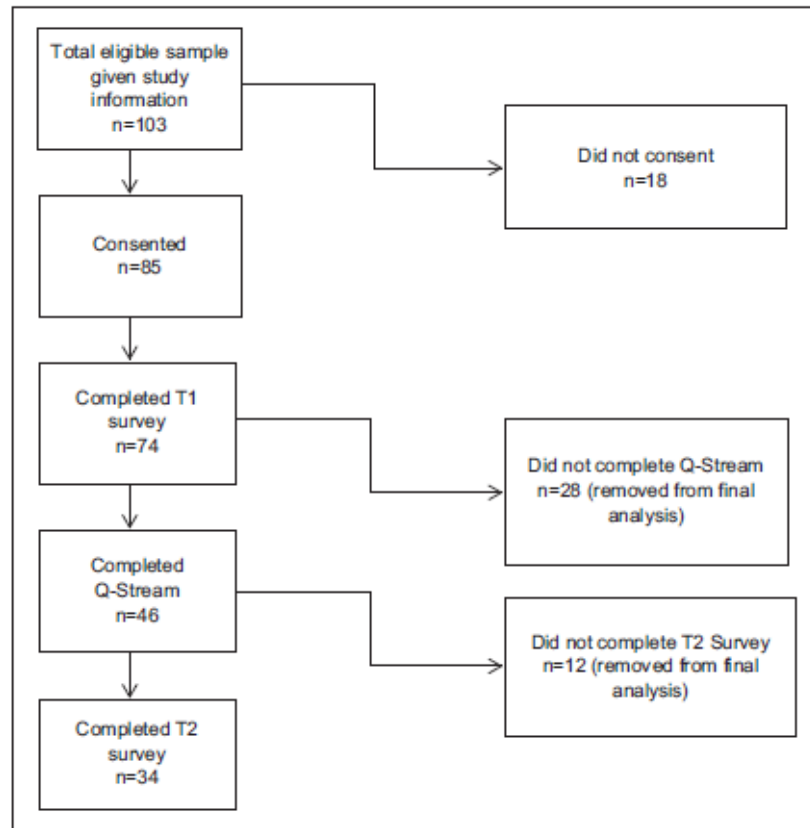 Total eligible sample
given study
information
n=103
Did not consent
n=18
Consented
n=85
Completed T1
survey
n=74
Did not complete Q-Stream
n=28 (removed from final
analysis)
Completed
Q-Stream
n=46
Did not complete T2 Survey
n=12 (removed from final
analysis)
Completed T2
survey
n=34